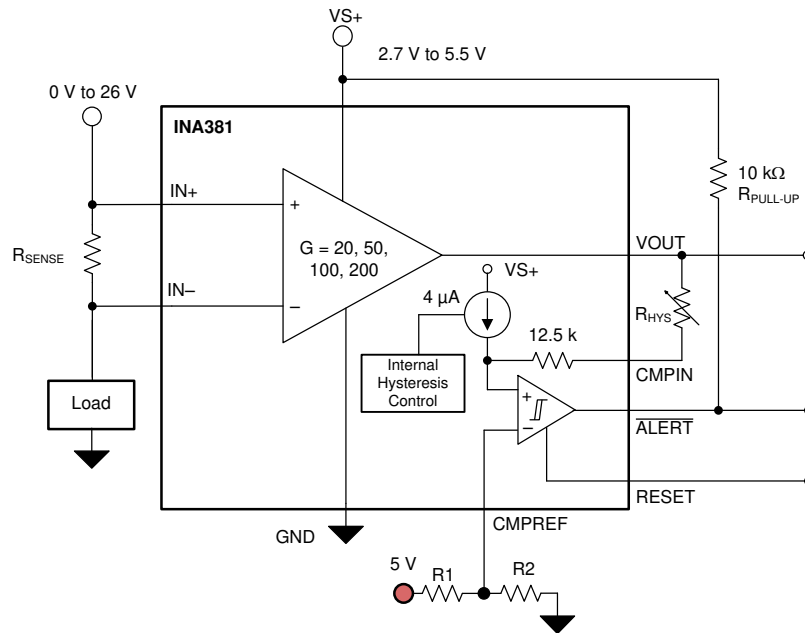 VS+
2.7 V to 5.5 V
0 V to 26 V
INA381
IN+
+
10 kΩ
RPULL-UP
RSENSE
G = 20, 50,
100, 200
VOUT
IN−
−
VS+
4 µA
RHYS
12.5 k
Internal
Hysteresis
Control
CMPIN
Load
+
−
ALERT
RESET
GND
CMPREF
5 V
R1
R2